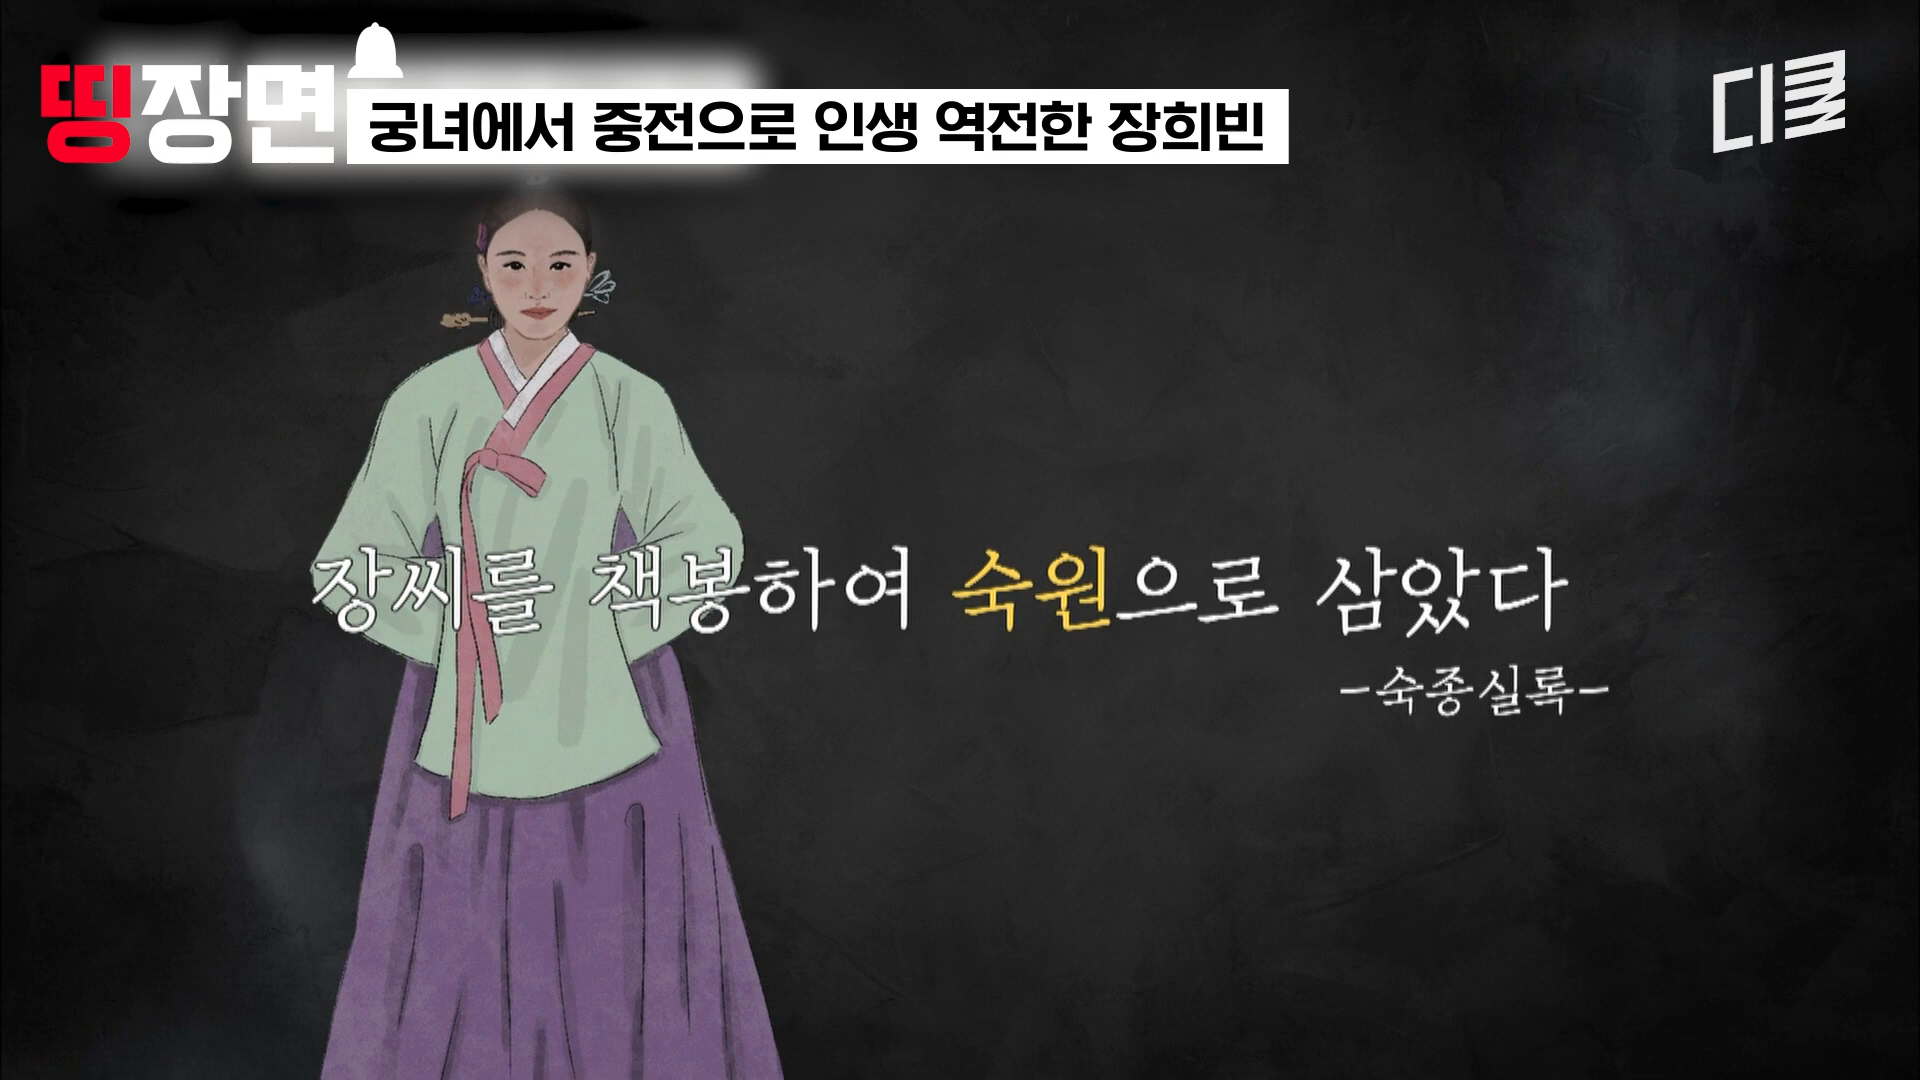 띵장면
궁녀에서 중전으로 인생 역전한 장희빈
디글
장씨를 책봉하여 숙원으로 삼았다
-숙종실록-